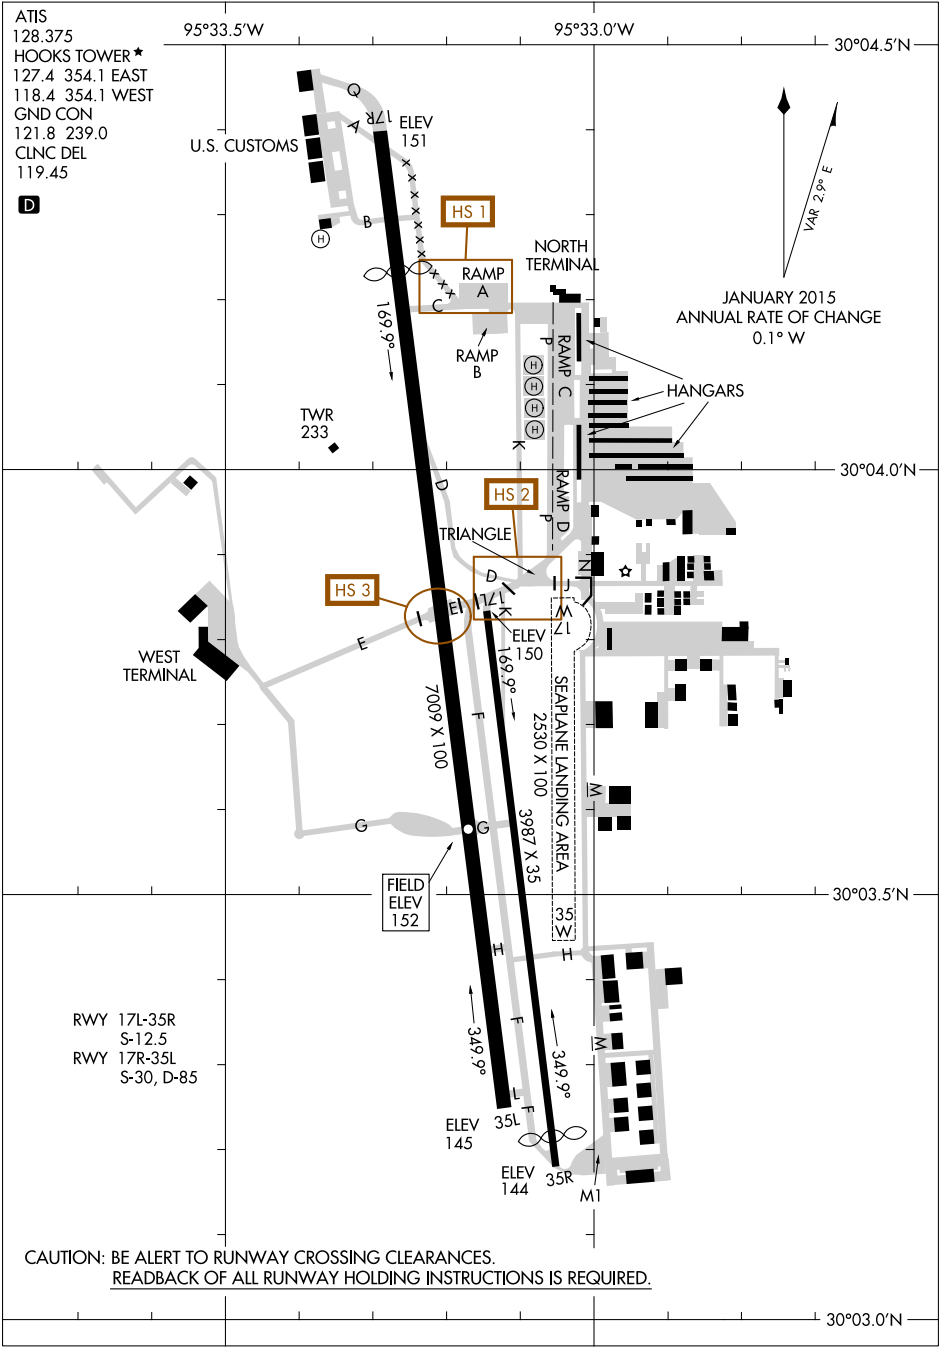 ATIS
128.375
HOOKS TOWER★
127.4 354.1 EAST
118.4 354.1 WEST
GND CON
121.8 239.0
CLNC DEL
119.45
D
95°33.5'W
95°33.0'W
30°04.5'N
Q
17R
ELEV
151
A
U.S. CUSTOMS
B
H
HS 1
NORTH
TERMINAL
VAR 2.9° E
RAMP
A
C
JANUARY 2015
ANNUAL RATE OF CHANGE
0.1° W
169.9°
RAMP
B
P
RAMP C
H
H
H
H
HANGARS
TWR
233
K
30°04.0'N
D
HS 2
RAMP D
P
TRIANGLE
N
D
J
HS 3
17L
K
E
W
17
ELEV
150
E
WEST
TERMINAL
169.9°
7009 X 100
F
SEAPLANE LANDING AREA
2530 X 100
M
3987 X 35
G
G
FIELD
ELEV
152
30°03.5'N
35
W
H
H
RWY 17L-35R
S-12.5
RWY 17R-35L
S-30, D-85
349.9°
F
349.9°
M
L
F
35L
ELEV
145
ELEV
144
35R
M1
CAUTION: BE ALERT TO RUNWAY CROSSING CLEARANCES.
READBACK OF ALL RUNWAY HOLDING INSTRUCTIONS IS REQUIRED.
30°03.0'N